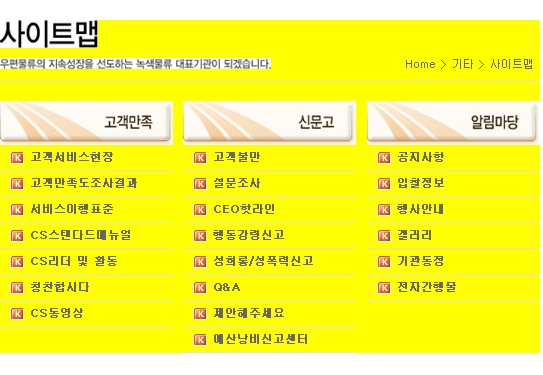 사이트맵
우편물류의 지속성장을 선도하는 녹색물류 대표기관이 되겠습니다.
Home > 기타 > 사이트맵
고객만족
고객서비스헌장
고객만족도조사결과
서비스이행표준
CS스탠다드매뉴얼
CS리더 및 활동
칭찬합시다
CS동영상
신문고
고객불만
설문조사
CEO핫라인
행동강령신고
성희롱/성폭력신고
Q&A
제안해주세요
예산낭비신고센터
알림마당
공지사항
입찰정보
행사안내
갤러리
기관동정
전자간행물